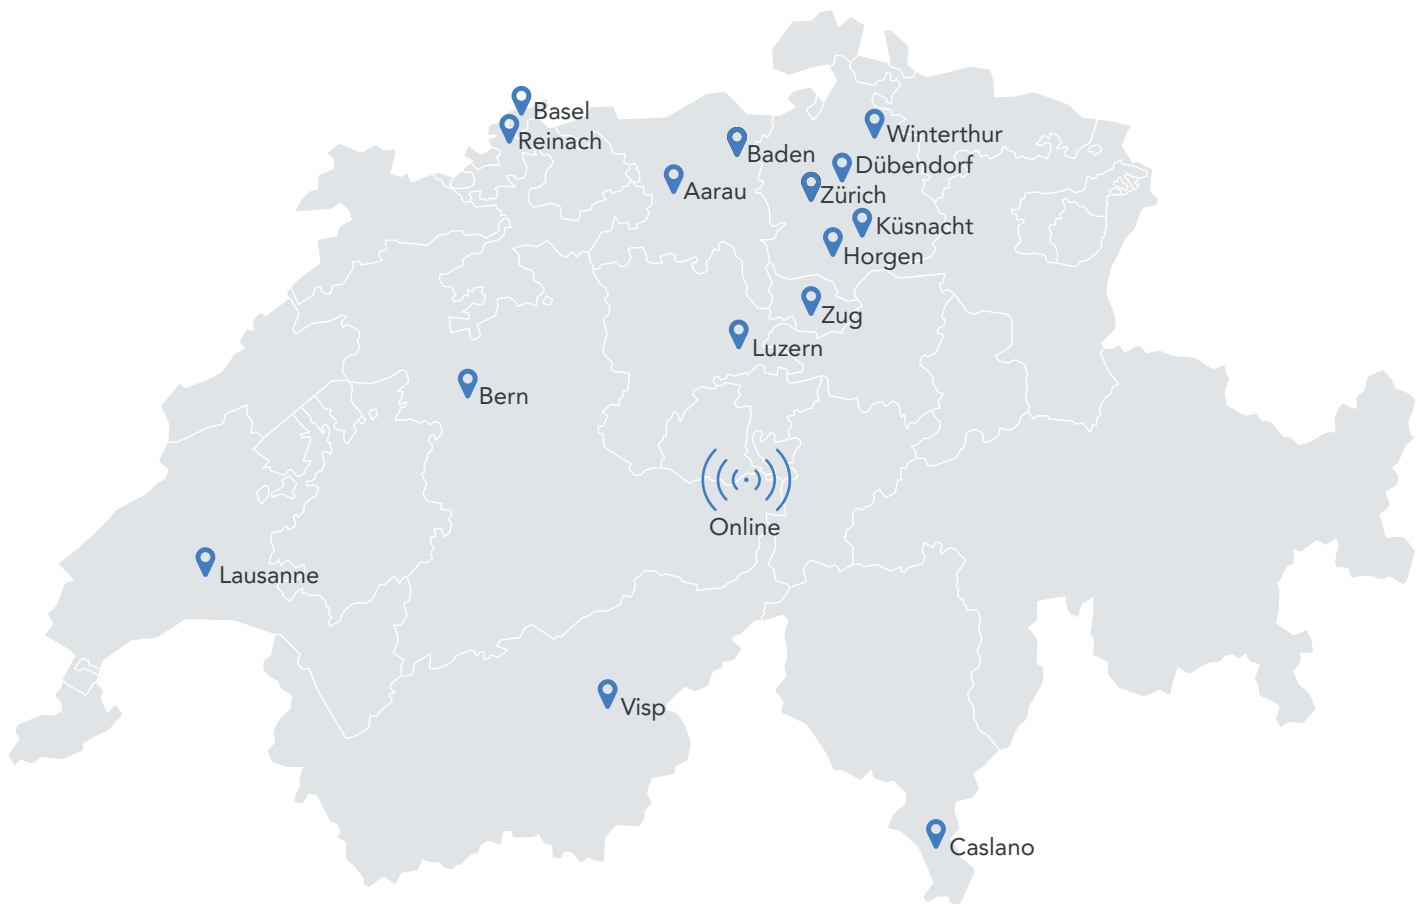 Basel
Reinach
Winterthur
Baden
Dübendorf
Aarau
Zürich
Küsnacht
Horgen
Zug
Luzern
Bern
Online
Lausanne
Visp
Caslano